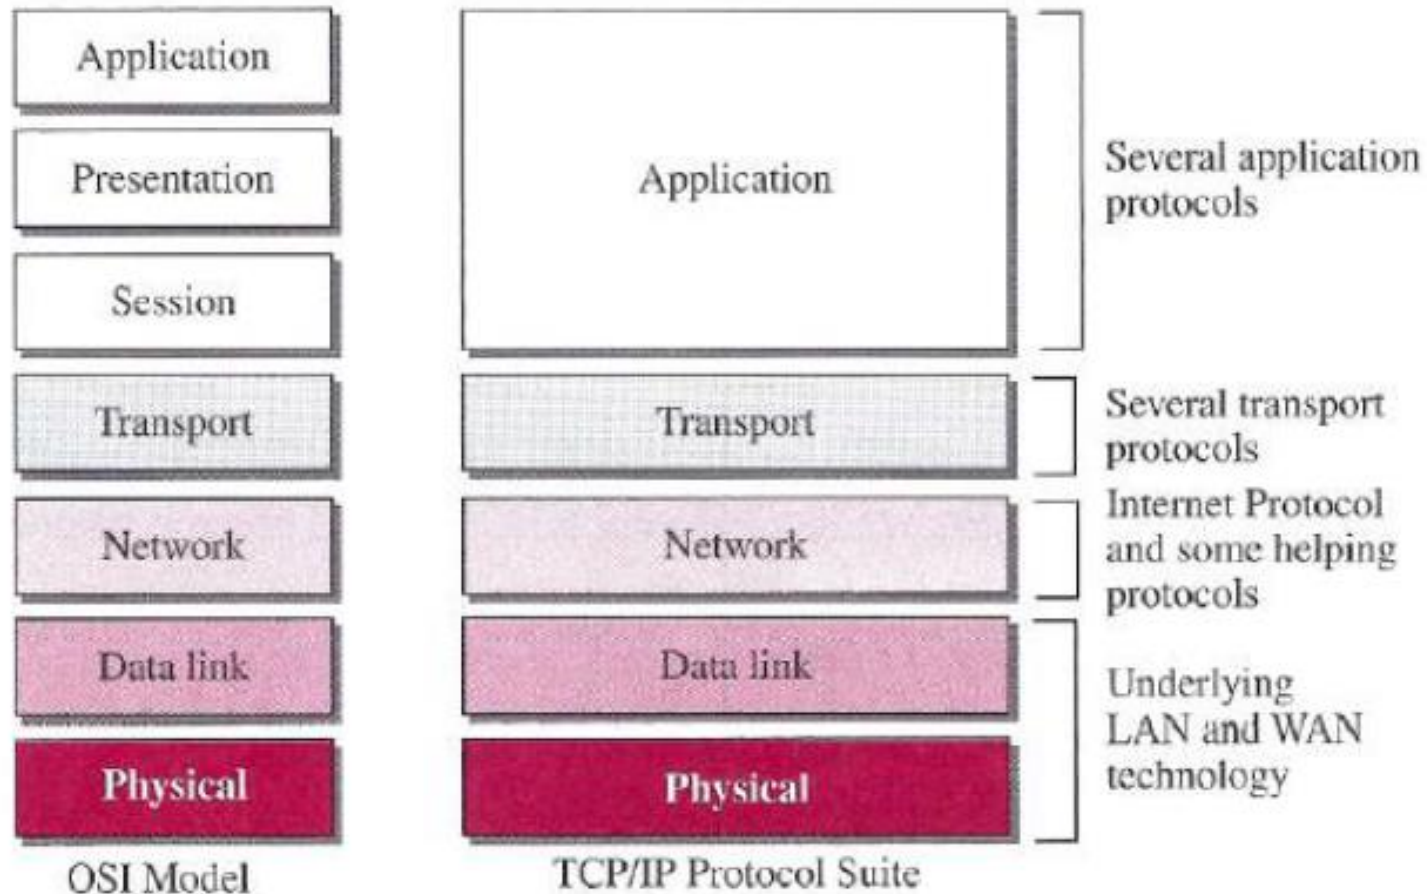 Application
Presentation
Session
Transport
Network
Data link
Physical
OSI Model
Application
Transport
Network
Data link
Physical
TCP/IP Protocol Suite
Several application
protocols
Several transport
protocols
Internet Protocol
and some helping
protocols
Underlying
LAN and WAN
technology